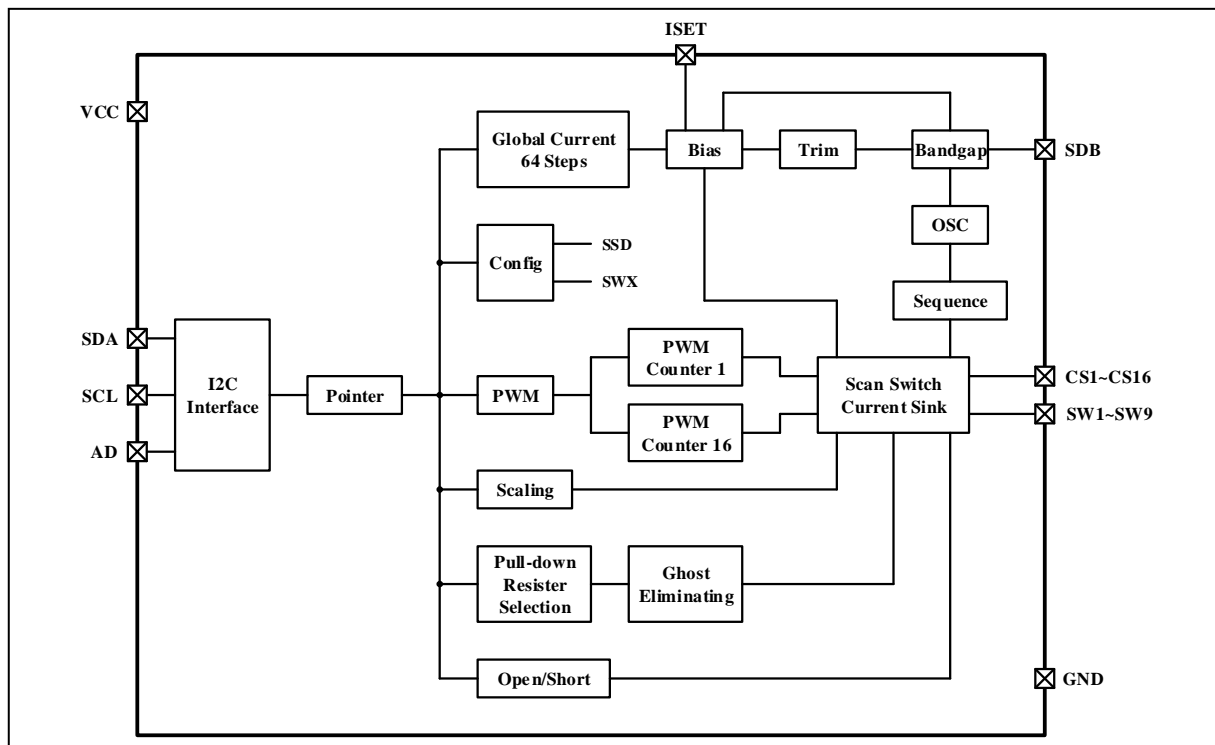 ISET
VCC
Global Current
64 Steps
Bias
Trim
Bandgap
SDB
OSC
Config
SSD
SWX
Sequence
SDA
SCL
AD
I2C
Interface
Pointer
PWM
PWM
Counter 1
PWM
Counter 16
Scan Switch
Current Sink
CS1~CS16
SW1~SW9
Scaling
Pull-down
Resister
Selection
Ghost
Eliminating
Open/Short
GND